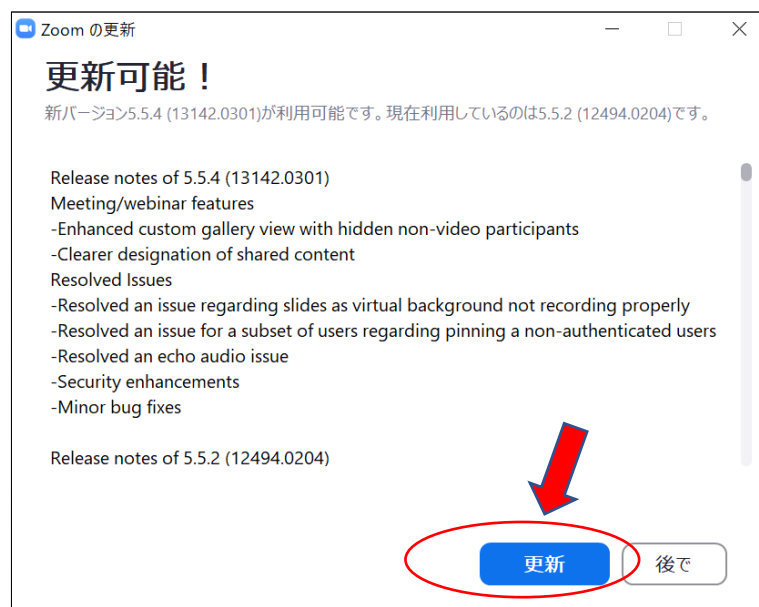 Zoom の更新
更新可能！
新バージョン5.5.4 (13142.0301)が利用可能です。現在利用しているのは5.5.2 (12494.0204)です。
Release notes of 5.5.4 (13142.0301)
Meeting/webinar features
-Enhanced custom gallery view with hidden non-video participants
-Clearer designation of shared content
Resolved Issues
-Resolved an issue regarding slides as virtual background not recording properly
-Resolved an issue for a subset of users regarding pinning a non-authenticated users
-Resolved an echo audio issue
-Security enhancements
-Minor bug fixes
Release notes of 5.5.2 (12494.0204)
更新
後で